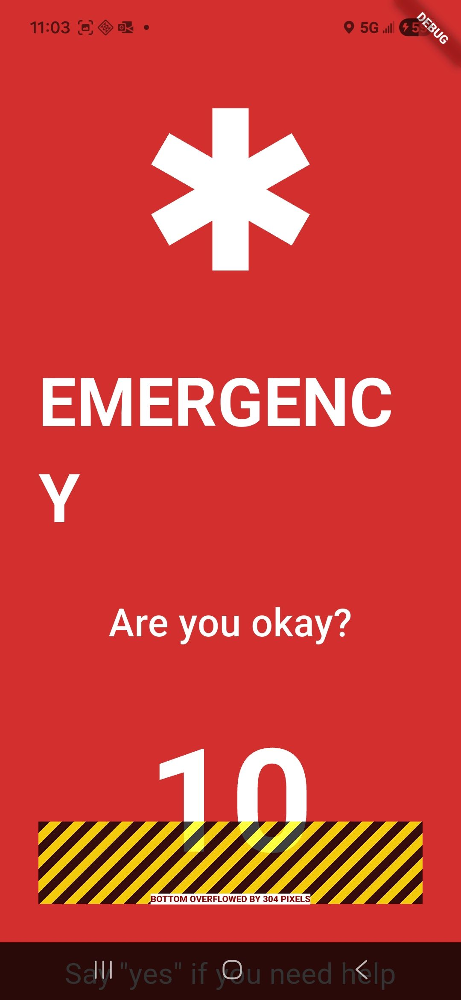 11:03
5G
DEBUG
EMERGENC
Y
Are you okay?
10
BOTTOM OVERFLOWED BY 304 PIXELS
Say "yes" if you need help